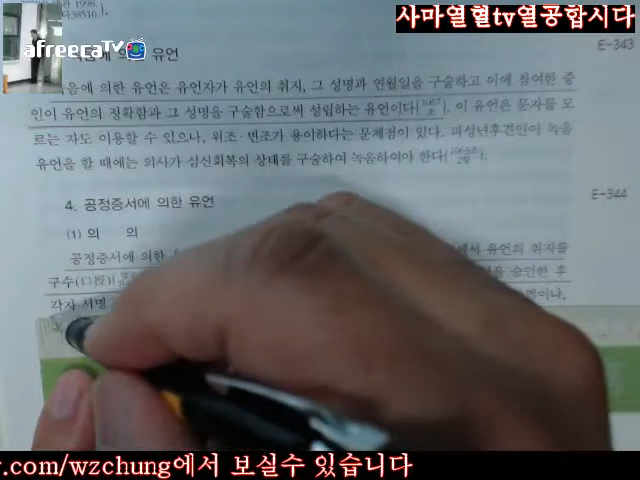 사마열혈tv열공합시다
afreecaTV
유언
E-343
녹음에 의한 유언은 유언자가 유언의 취지, 그 성명과 연월일을 구술하고 이에 참여한 증
인이 유언의 정확함과 그 성명을 구술함으로써 성립하는 유언이다. 이 유언은 문자를 모
르는 자도 이용할 수 있으나, 위조·변조가 용이하다는 문제점이 있다. 피성년후견인이 녹음
유언을 할 때에는 의사가 심신회복의 상태를 구술하여 녹음하여야 한다
E-344
4. 공정증서에 의한 유언
(1) 의 의
공정증서에 의한 에서 유언의 취지를
구수(口授) 승인한 후
각자 서명
.com/wzchung에서 보실수 있습니다